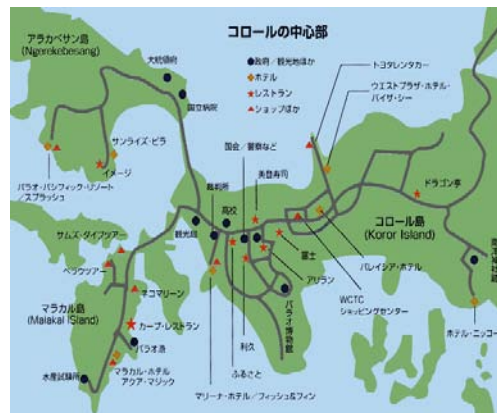 コロールの中心部
アラカベサン島
(Ngerekebesang)
大統領府
国立病院
●政府／観光地ほか
◆ホテル
★レストラン
▲ショップほか
トヨタレンタカー
ウエストプラザ・ホテル・
バイザ・シー
サンライズ・ビラ
イメージ
パラオ・パシフィック・リゾート
／スプラッシュ
国会／警察など
美登寿司
裁判所
高校
ドラゴン亭
コロール島
(Koror Island)
サムズ・ダイブツアー
観光局
富士
アリラン
パレイシア・ホテル
ベラウツアー
マラカル島
(Malakal Island)
ネコマリーン
カープ・レストラン
パラオ漁
パラオ博物館
WCTC
ショッピングセンター
ホテル・ニッコー
利久
ふるさと
水産試験所
マラカル・ホテル
アクア・マジック
マリーナ・ホテル／フィッシュ&フィン